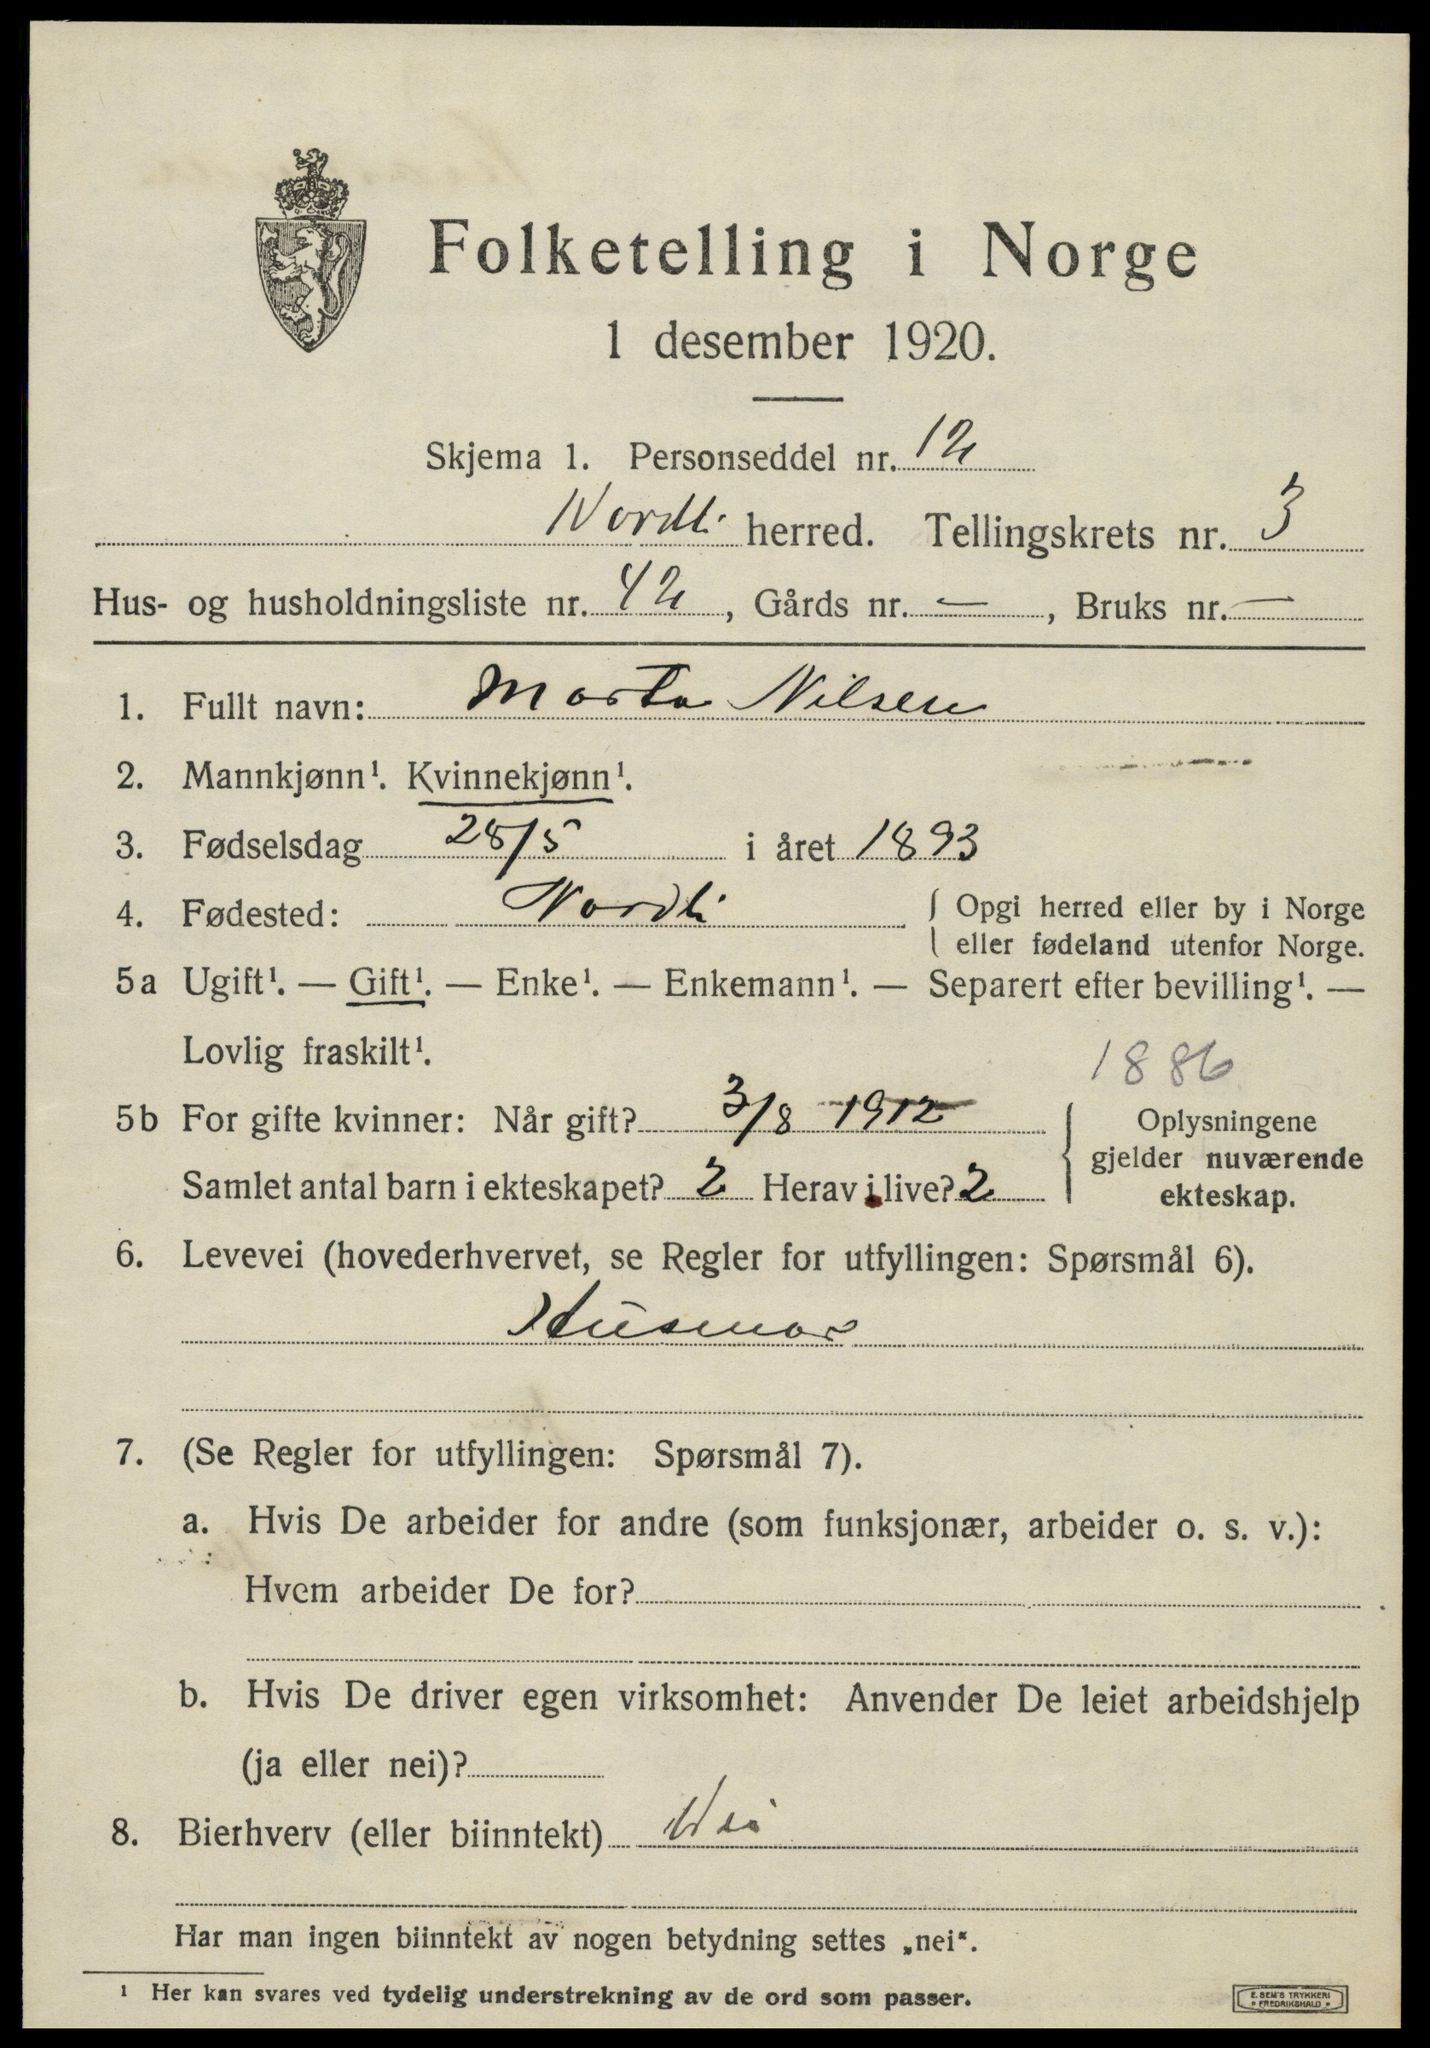 Folketelling i Norge
1 desember 1920.
Skjema 1. Personseddel nr. 12
Nordli herred. Tellingskrets nr. 3
Hus- og husholdningsliste nr. 42, Gårds nr. —, Bruks nr. —
1. Fullt navn: Marta Nilsen
2. Mannkjønn¹. Kvinnekjønn¹.
3. Fødselsdag 28/5 i året 1893
4. Fødested: Nordli { Opgi herred eller by i Norge
eller fødeland utenfor Norge.
5a Ugift¹. — Gift¹. — Enke¹. — Enkemann¹. — Separert efter bevilling¹. —
Lovlig fraskilt¹.
1886
5b For gifte kvinner: Når gift? 3/8 1912 { Oplysningene
gjelder nuværende
Samlet antal barn i ekteskapet? 2 Herav i live? 2 ekteskap.
6. Levevei (hovederhvervet, se Regler for utfyllingen: Spørsmål 6).
Husmor
7. (Se Regler for utfyllingen: Spørsmål 7).
a. Hvis De arbeider for andre (som funksjonær, arbeider o. s. v.):
Hvem arbeider De for?
b. Hvis De driver egen virksomhet: Anvender De leiet arbeidshjelp
(ja eller nei)?
8. Bierhverv (eller biinntekt) Nei
Har man ingen biinntekt av nogen betydning settes „nei".
¹ Her kan svares ved tydelig understrekning av de ord som passer.
E. SEM'S TRYKKERI
FREDRIKSHALD